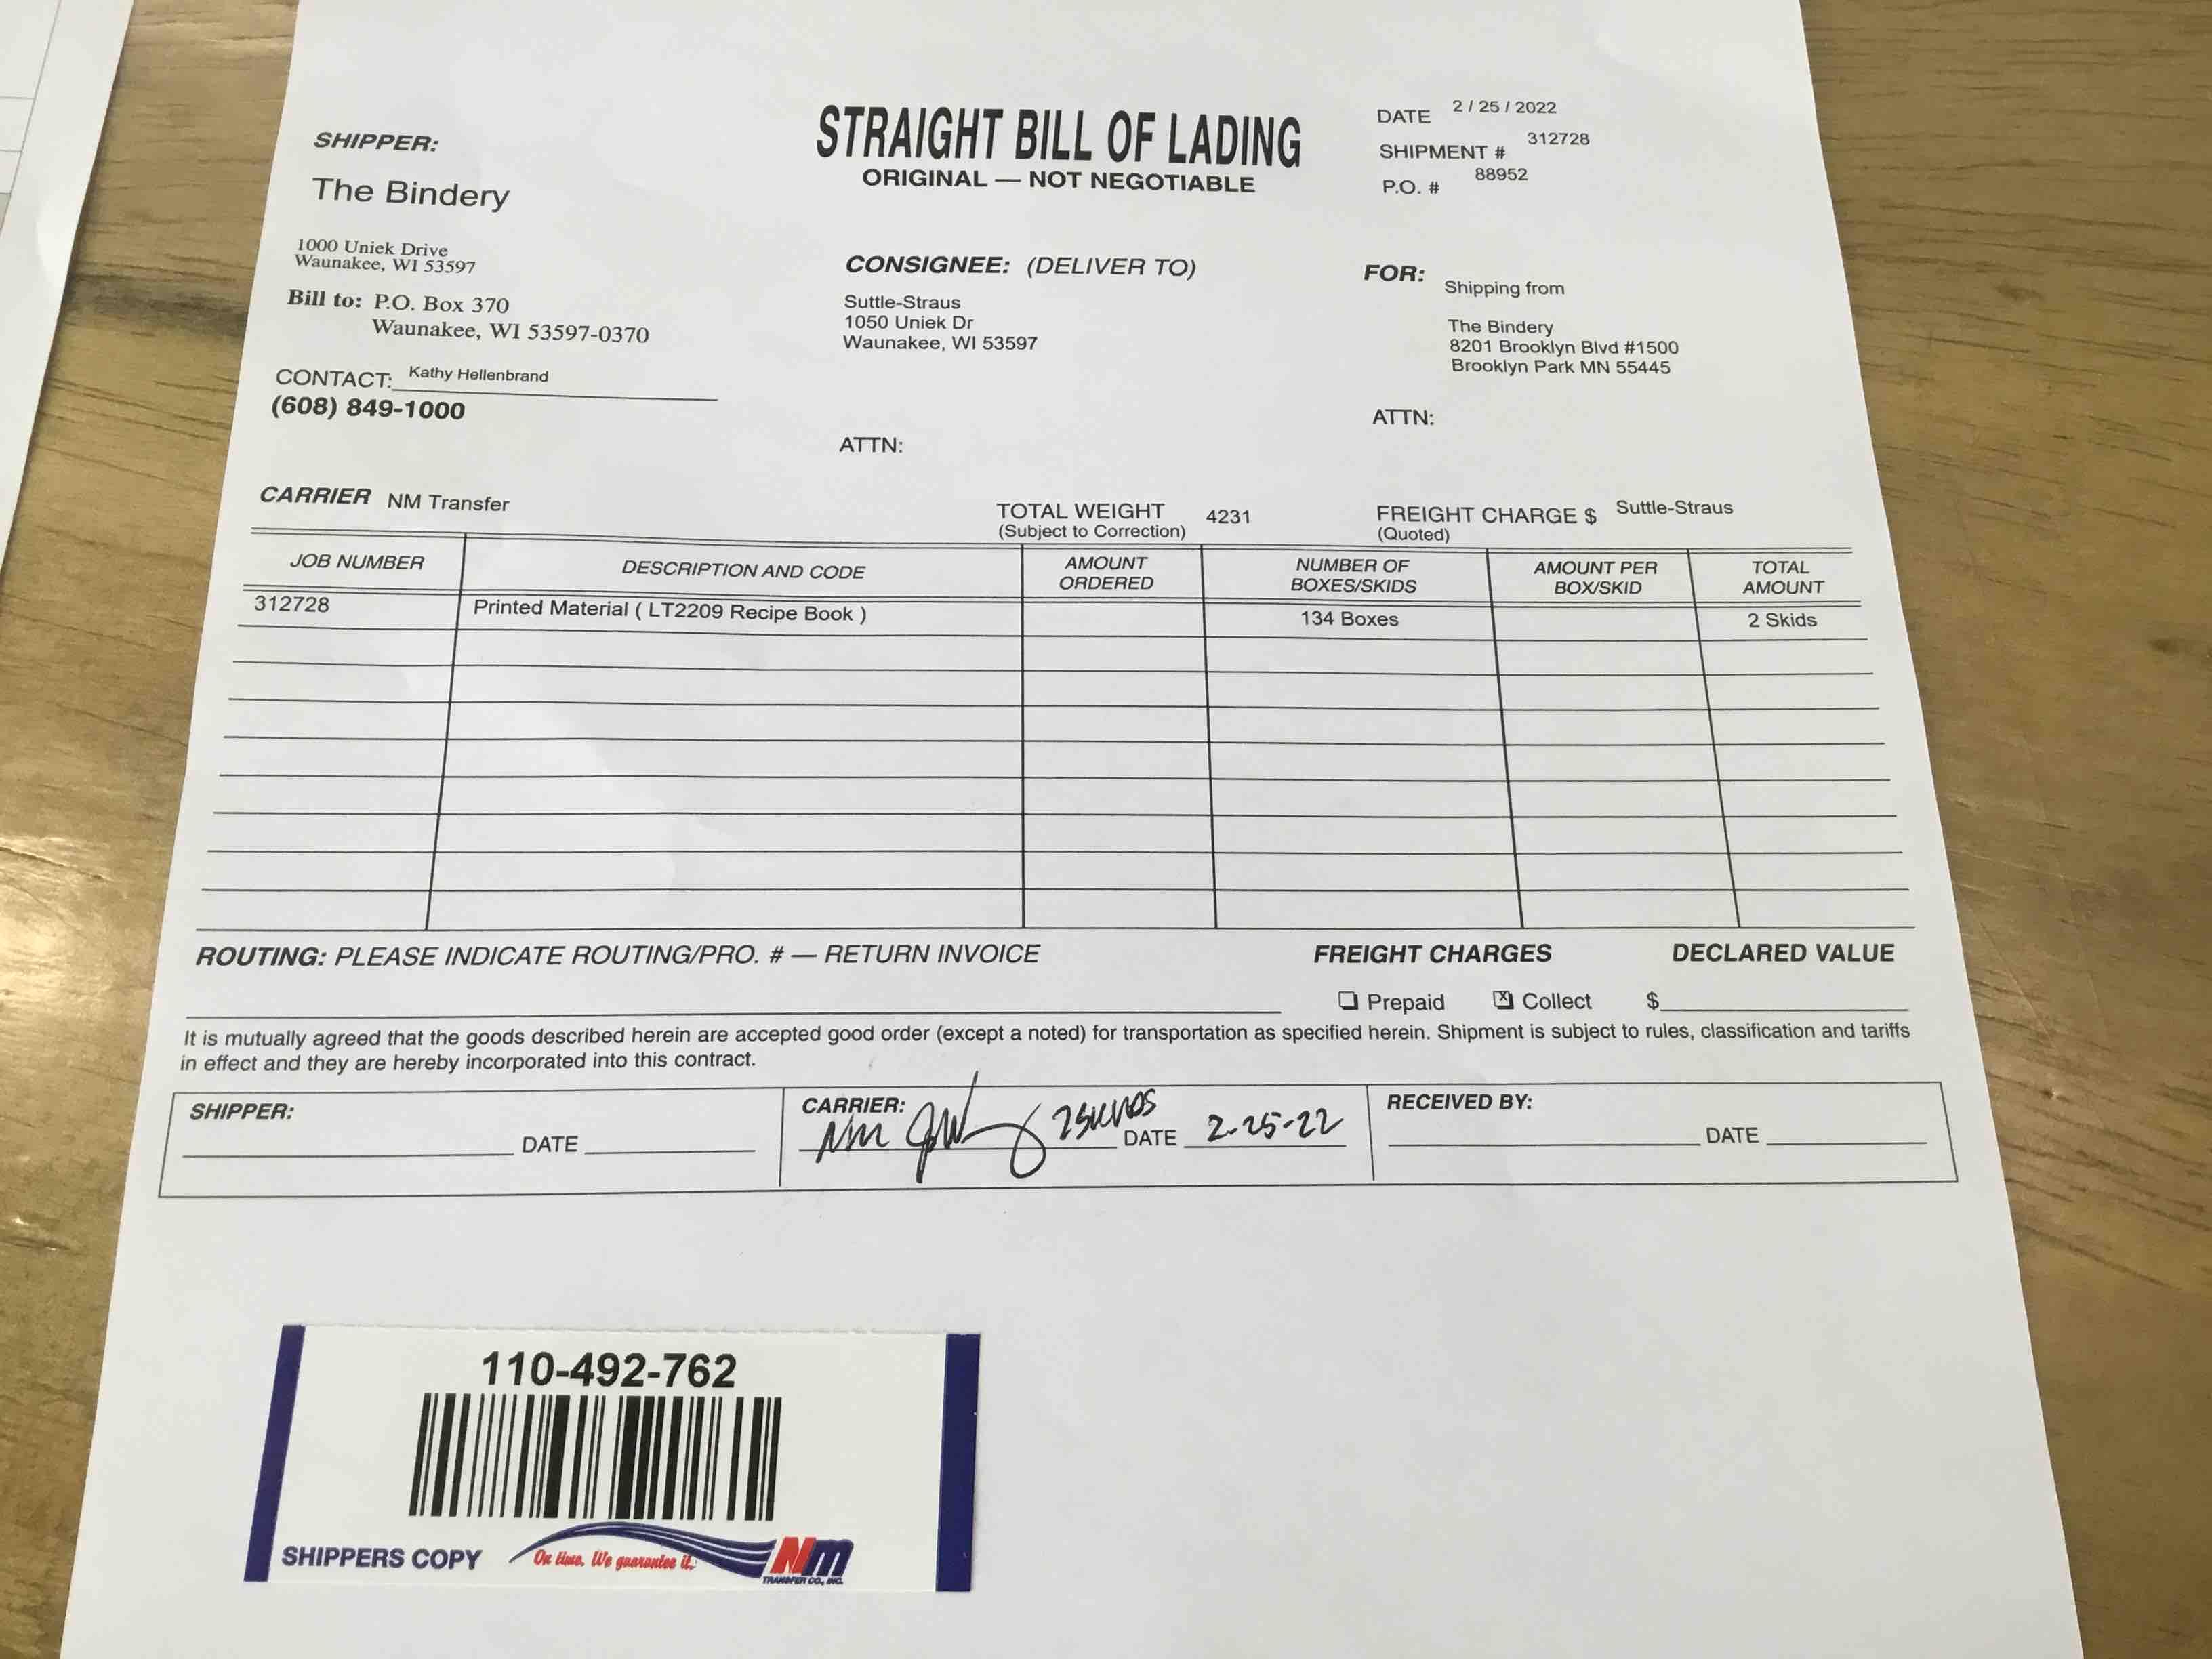 STRAIGHT BILL OF LADING
ORIGINAL — NOT NEGOTIABLE
DATE 2 / 25 / 2022
SHIPMENT # 312728
P.O. # 88952
SHIPPER:
The Bindery
1000 Uniek Drive
Waunakee, WI 53597
Bill to: P.O. Box 370
Waunakee, WI 53597-0370
CONTACT: Kathy Hellenbrand
(608) 849-1000
CONSIGNEE: (DELIVER TO)
Suttle-Straus
1050 Uniek Dr
Waunakee, WI 53597
ATTN:
FOR: Shipping from
The Bindery
8201 Brooklyn Blvd #1500
Brooklyn Park MN 55445
ATTN:
CARRIER NM Transfer
TOTAL WEIGHT 4231
(Subject to Correction)
FREIGHT CHARGE $ Suttle-Straus
(Quoted)
JOB NUMBER DESCRIPTION AND CODE AMOUNT ORDERED NUMBER OF BOXES/SKIDS AMOUNT PER BOX/SKID TOTAL AMOUNT
312728 Printed Material ( LT2209 Recipe Book ) 134 Boxes 2 Skids
ROUTING: PLEASE INDICATE ROUTING/PRO. # — RETURN INVOICE
FREIGHT CHARGES DECLARED VALUE
Prepaid x Collect $
It is mutually agreed that the goods described herein are accepted good order (except a noted) for transportation as specified herein. Shipment is subject to rules, classification and tariffs
in effect and they are hereby incorporated into this contract.
SHIPPER: DATE
CARRIER: NM 2 SKIDS DATE 2-25-22
RECEIVED BY: DATE
110-492-762
SHIPPERS COPY On time. We guarantee it. NM
TRANSFER CO., INC.